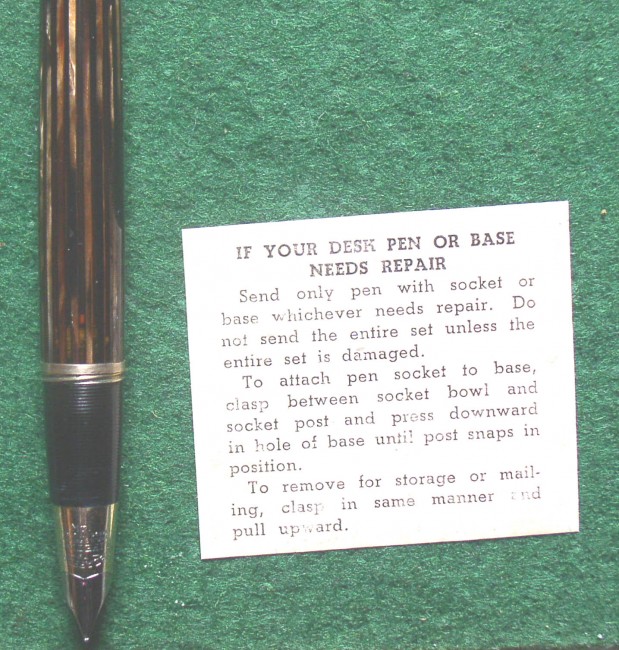 IF YOUR DESK PEN OR BASE
NEEDS REPAIR
Send only pen with socket or
base whichever needs repair. Do
not send the entire set unless the
entire set is damaged.
To attach pen socket to base,
clasp between socket bowl and
socket post and press downward
in hole of base until post snaps in
position.
To remove for storage or mail-
ing, clasp in same manner and
pull upward.